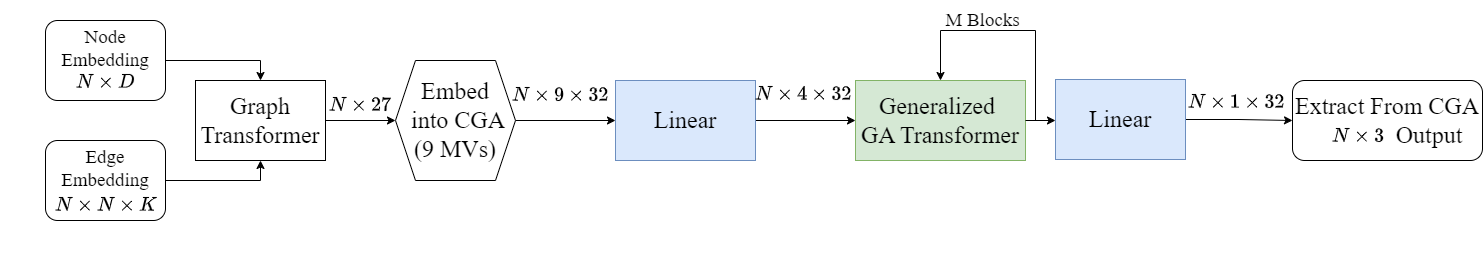 Node
Embedding
N × D
Edge
Embedding
N × N × K
Graph
Transformer
N × 27
Embed
into CGA
(9 MVs)
N × 9 × 32
Linear
N × 4 × 32
M Blocks
Generalized
GA Transformer
Linear
N × 1 × 32
Extract From CGA
N × 3 Output